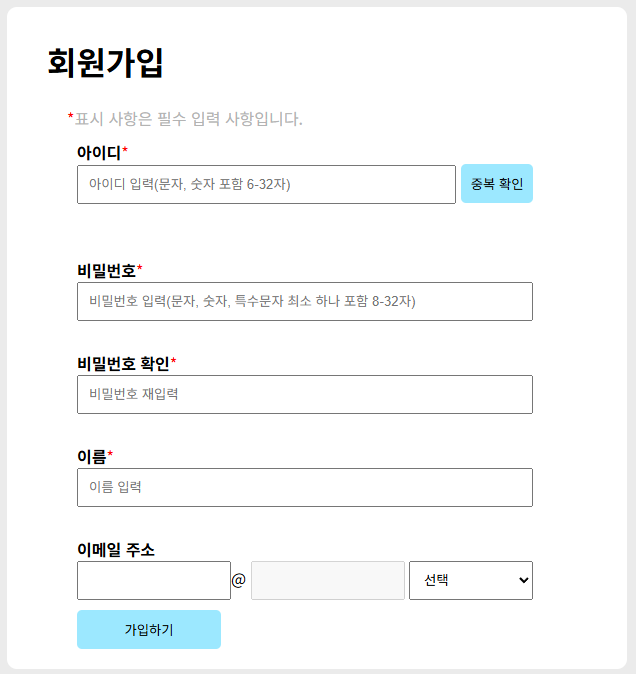 회원가입
*표시 사항은 필수 입력 사항입니다.
아이디*
아이디 입력(문자, 숫자 포함 6-32자) 중복 확인
비밀번호*
비밀번호 입력(문자, 숫자, 특수문자 최소 하나 포함 8-32자)
비밀번호 확인*
비밀번호 재입력
이름*
이름 입력
이메일 주소
@ 선택
가입하기